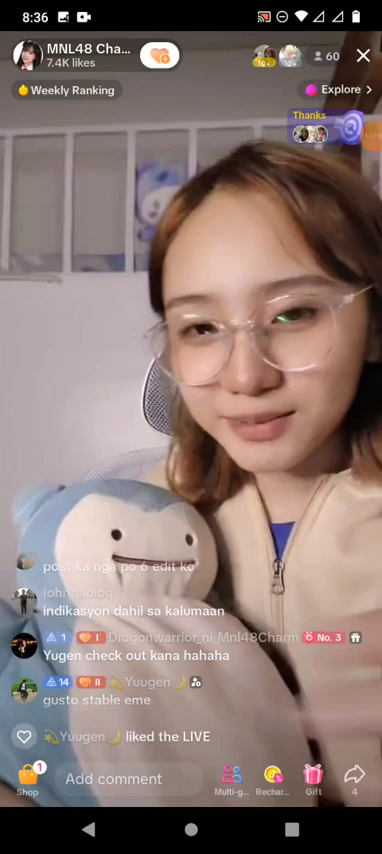 8:36
MNL48 Cha...
7.4K likes
60
Weekly Ranking
Explore
Thanks
post ka nga po 6 edit ko
johnpaoloq
indikasyon dahil sa kalumaan
1 I Dragonwarrior_ni_Mnl48Charm No. 3
Yugen check out kana hahaha
14 II 💫Yuugen🌙
gusto stable eme
💫Yuugen🌙 liked the LIVE
1
Add comment
Shop
Multi-g...
Rechar...
Gift
4